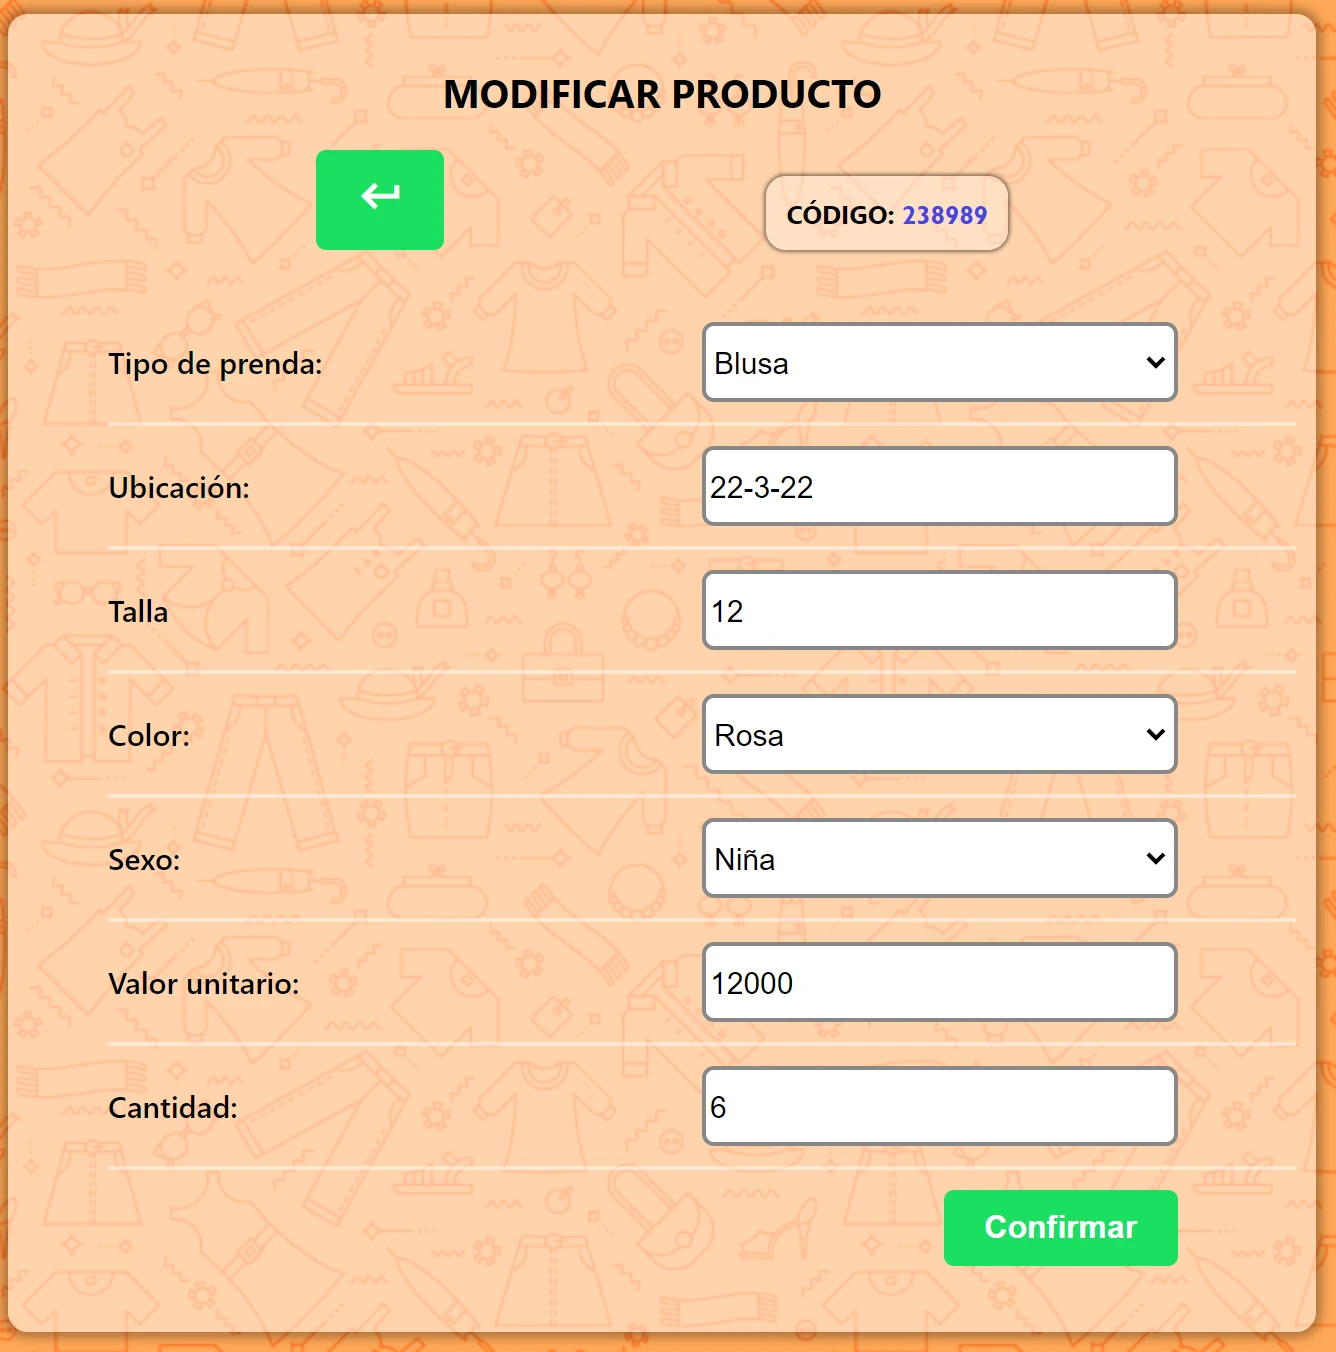 MODIFICAR PRODUCTO
CÓDIGO: 238989
Tipo de prenda: Blusa
Ubicación: 22-3-22
Talla 12
Color: Rosa
Sexo: Niña
Valor unitario: 12000
Cantidad: 6
Confirmar